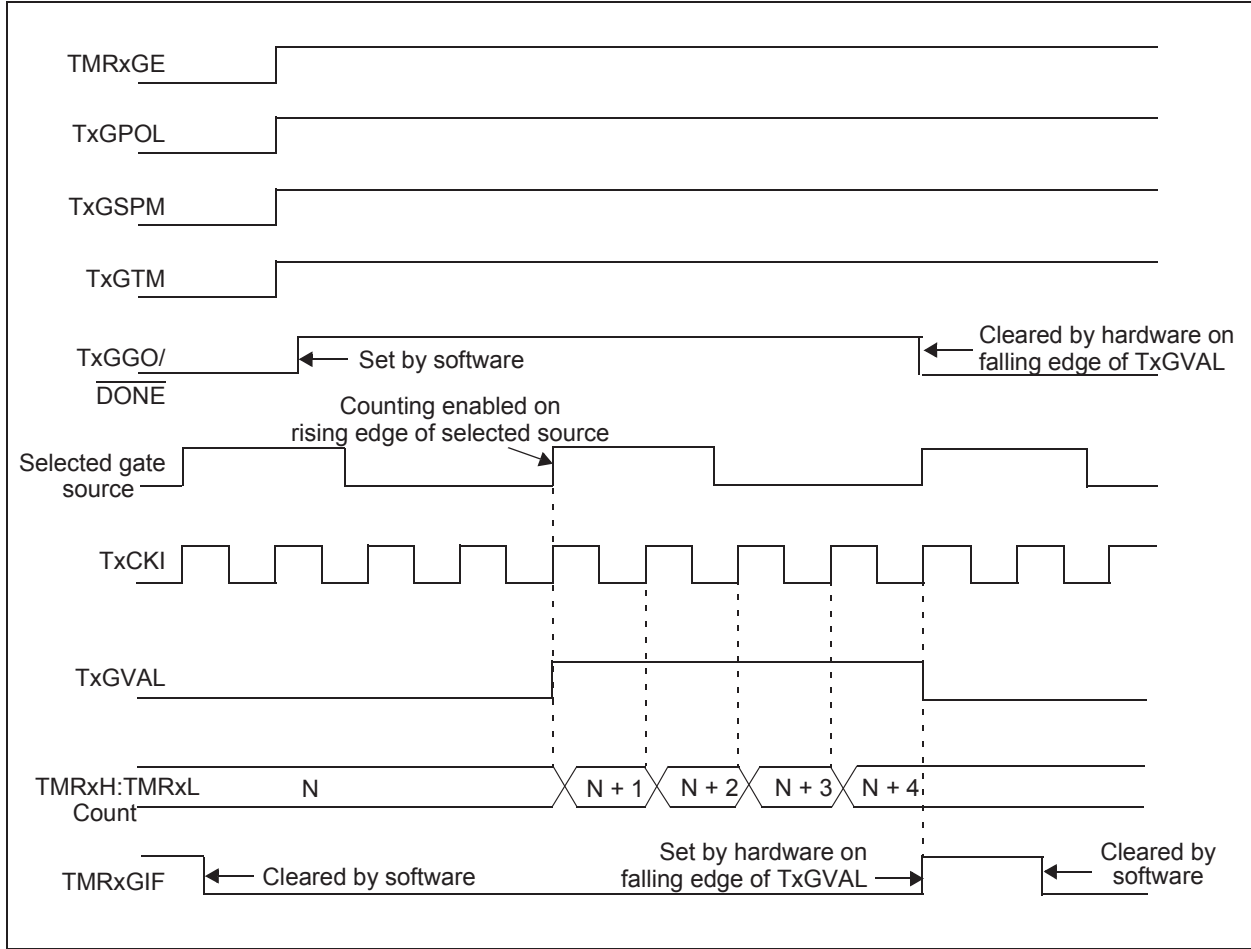 TMRxGE
TxGPOL
TxGSPM
TxGTM
TxGGO/
DONE
Set by software
Cleared by hardware on
falling edge of TxGVAL
Counting enabled on
rising edge of selected source
Selected gate
source
TxCKI
TxGVAL
TMRxH:TMRxL
Count
N
N + 1
N + 2
N + 3
N + 4
TMRxGIF
Cleared by software
Set by hardware on
falling edge of TxGVAL
Cleared by
software